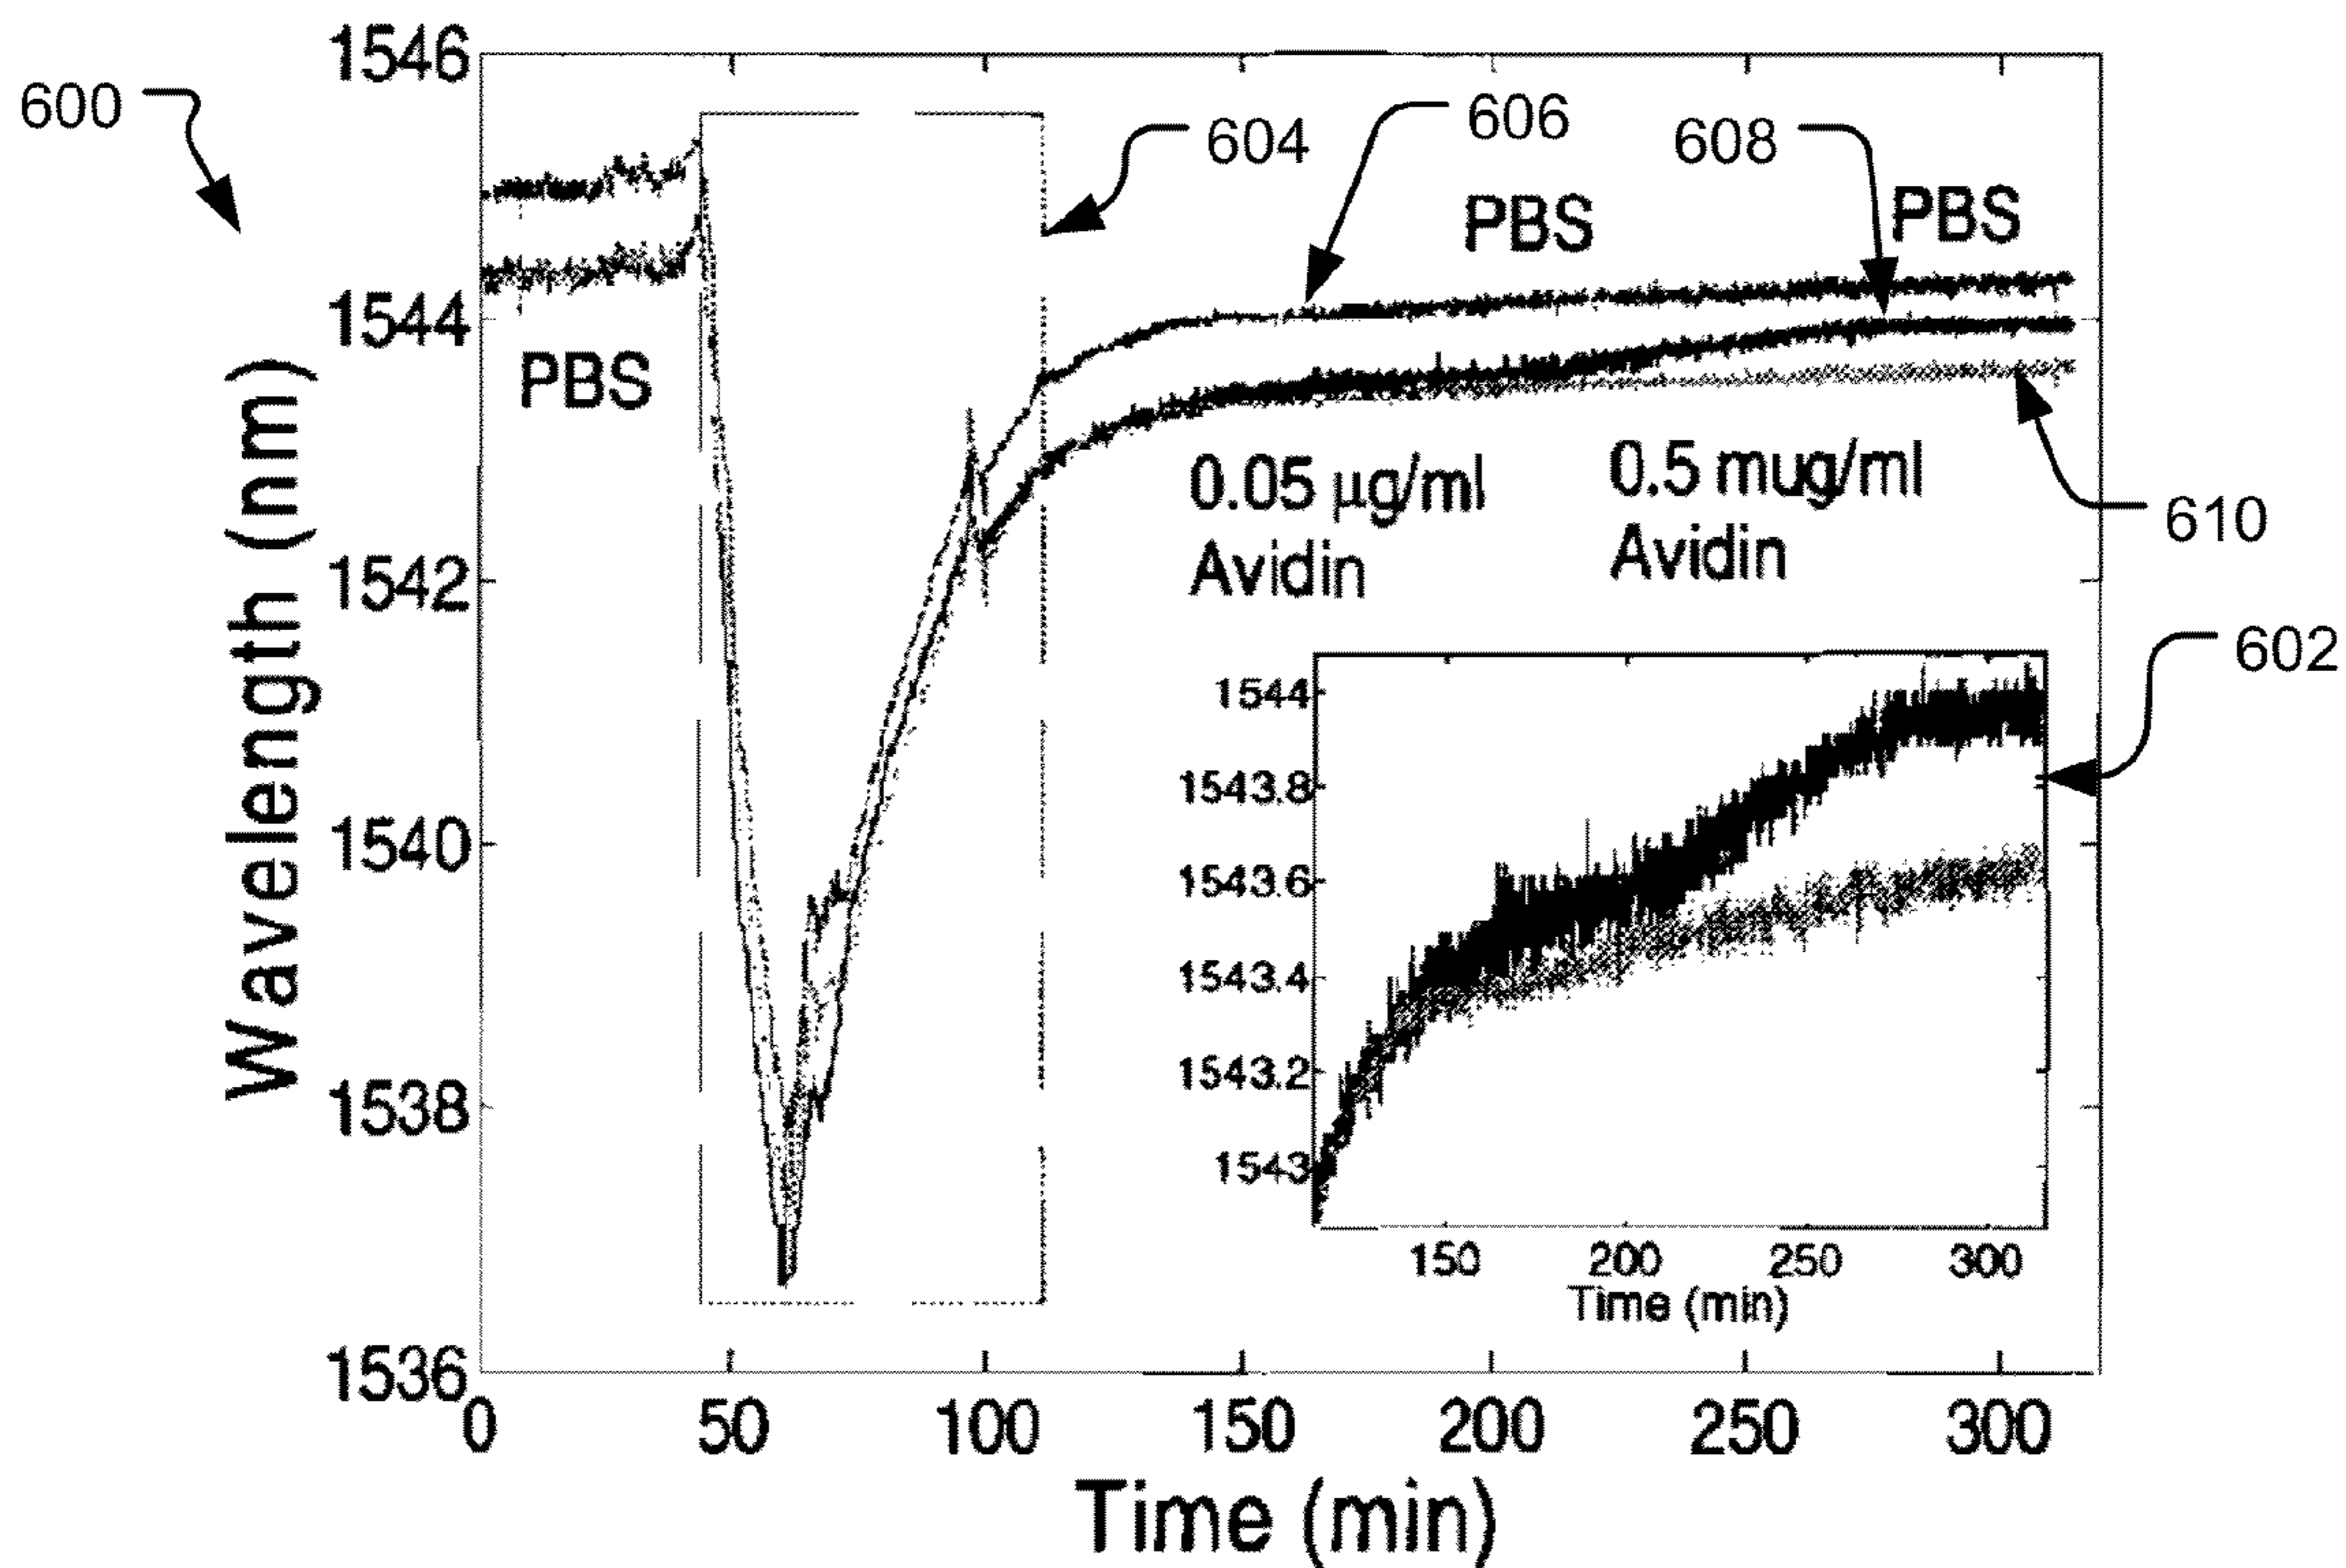 1546
600
604
606
608
PBS
PBS
1544
PBS
0.05 µg/ml
Avidin
0.5 mug/ml
Avidin
610
1542
602
Wavelength (nm)
1540
1538
1536
1544
1543.8
1543.6
1543.4
1543.2
1543
150 200 250 300
Time (min)
0 50 100 150 200 250 300
Time (min)